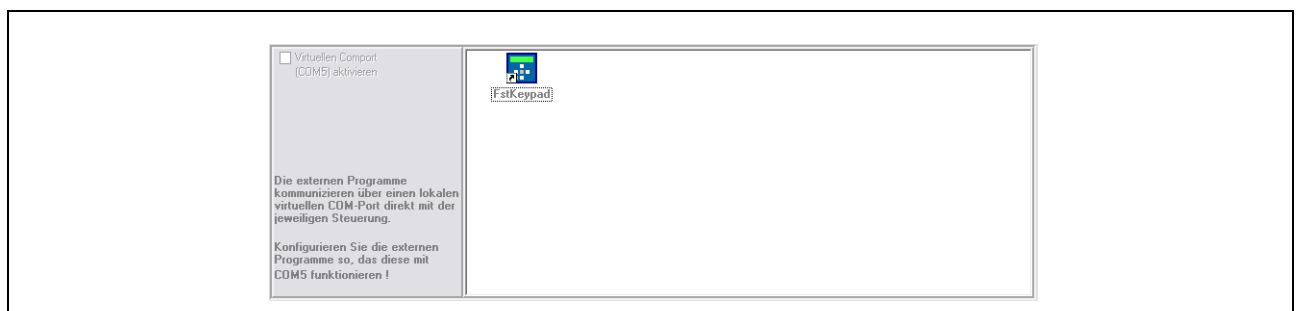 Virtuellen Comport
(COM5) aktivieren
FstKeypad
Die externen Programme
kommunizieren über einen lokalen
virtuellen COM-Port direkt mit der
jeweiligen Steuerung.
Konfigurieren Sie die externen
Programme so, das diese mit
COM5 funktionieren !